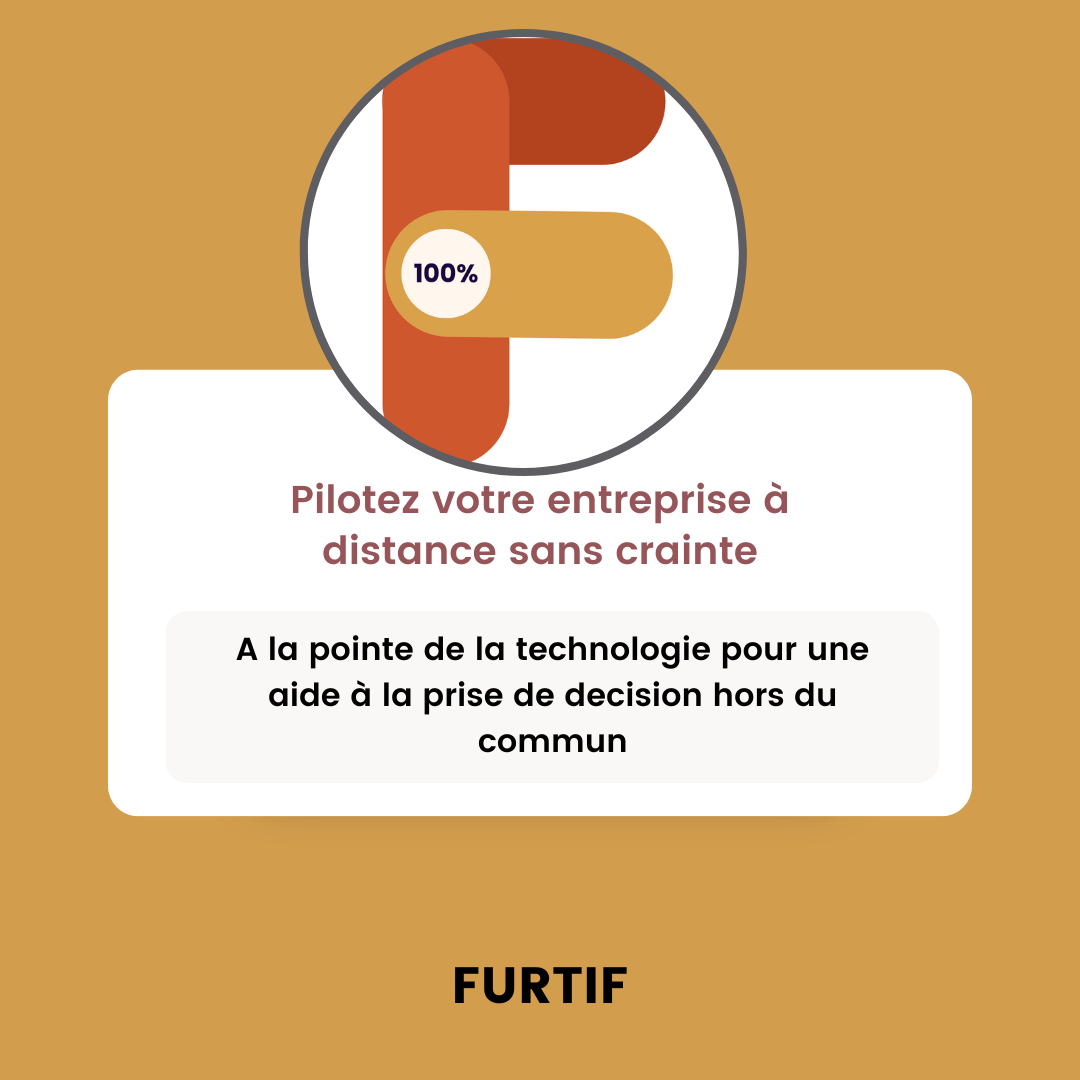 100%
Pilotez votre entreprise à
distance sans crainte
A la pointe de la technologie pour une
aide à la prise de decision hors du
commun
FURTIF